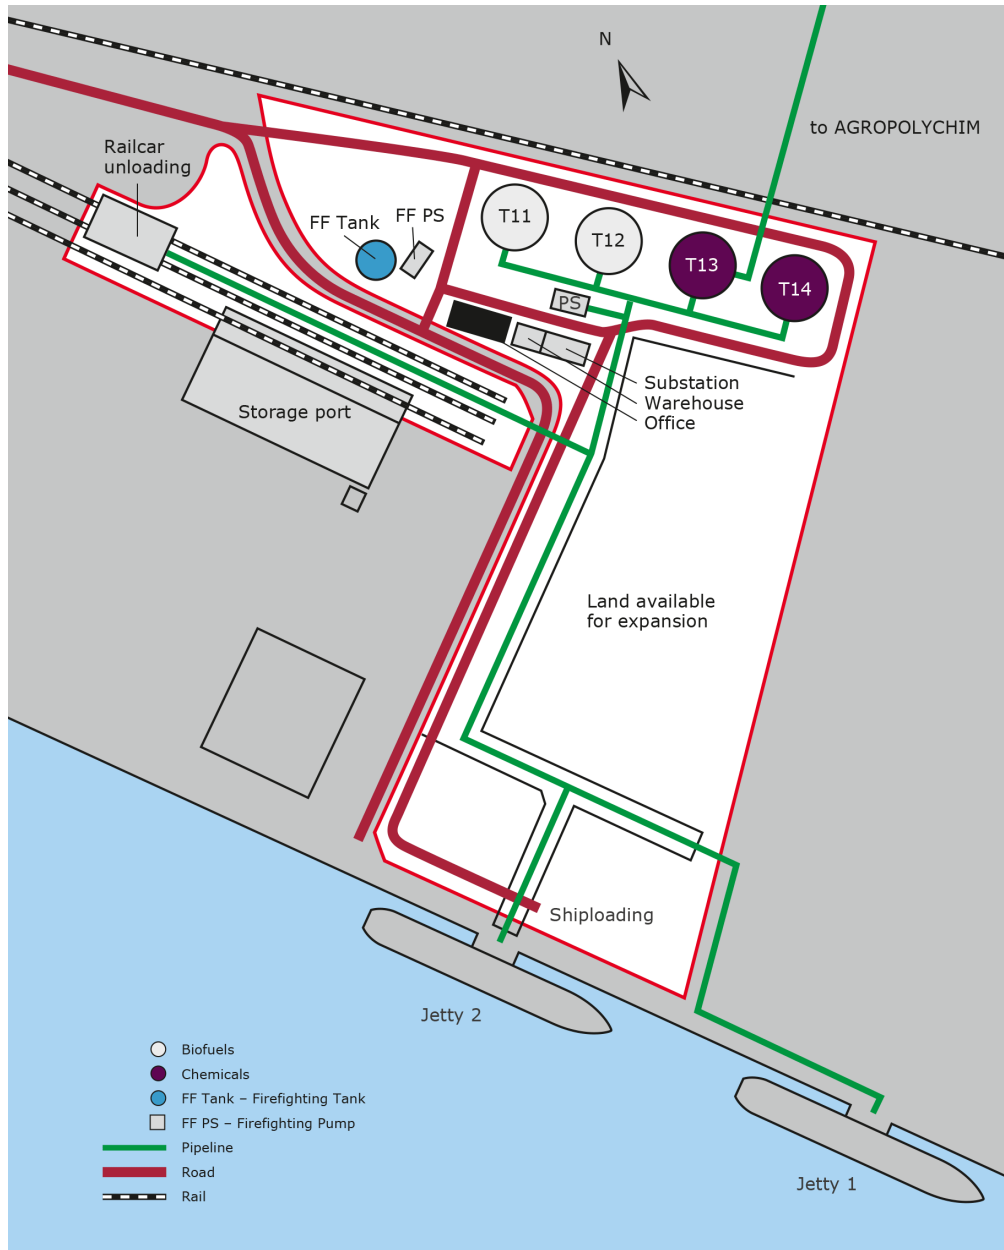 N
to AGROPOLYCHIM
Railcar
unloading
FF Tank
FF PS
T11
T12
T13
T14
PS
Substation
Warehouse
Office
Storage port
Land available
for expansion
Shiploading
Jetty 2
Jetty 1
Biofuels
Chemicals
FF Tank – Firefighting Tank
FF PS – Firefighting Pump
Pipeline
Road
Rail